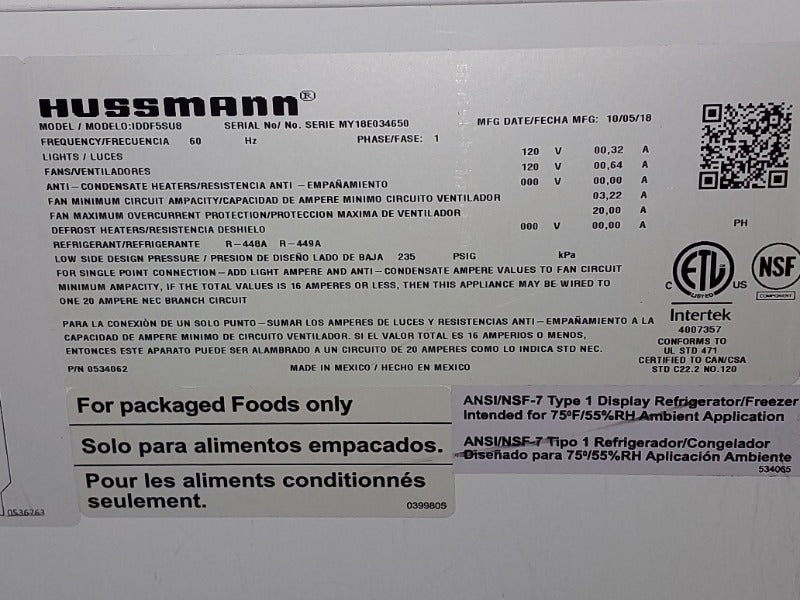 HUSSMANN®
MODEL / MODELO:IDDF5SU8 SERIAL No/ No. SERIE MY18E034650 MFG DATE/FECHA MFG: 10/05/18
FREQUENCY/FRECUENCIA 60 Hz PHASE/FASE: 1
LIGHTS / LUCES 120 V 00,32 A
FANS/VENTILADORES 120 V 00,64 A
ANTI-CONDENSATE HEATERS/RESISTENCIA ANTI - EMPAÑAMIENTO 000 V 00,00 A
FAN MINIMUM CIRCUIT AMPACITY/CAPACIDAD DE AMPERE MINIMO CIRCUITO VENTILADOR 03,22 A
FAN MAXIMUM OVERCURRENT PROTECTION/PROTECCION MAXIMA DE VENTILADOR 20,00 A
DEFROST HEATERS/RESISTENCIA DESHIELO 000 V 00,00 A
REFRIGERANT/REFRIGERANTE R-448A R-449A
LOW SIDE DESIGN PRESSURE / PRESION DE DISEÑO LADO DE BAJA 235 PSIG kPa
FOR SINGLE POINT CONNECTION-ADD LIGHT AMPERE AND ANTI-CONDENSATE AMPERE VALUES TO FAN CIRCUIT
MINIMUM AMPACITY, IF THE TOTAL VALUES IS 16 AMPERES OR LESS, THEN THIS APPLIANCE MAY BE WIRED TO
ONE 20 AMPERE NEC BRANCH CIRCUIT
PARA LA CONEXIÓN DE UN SOLO PUNTO-SUMAR LOS AMPERES DE LUCES Y RESISTENCIAS ANTI-EMPAÑAMIENTO A LA
CAPACIDAD DE AMPERE MINIMO DE CIRCUITO VENTILADOR. SI EL VALOR TOTAL ES 16 AMPERIOS O MENOS,
ENTONCES ESTE APARATO PUEDE SER ALAMBRADO A UN CIRCUITO DE 20 AMPERES COMO LO INDICA STD NEC.
P/N 0534062 MADE IN MEXICO / HECHO EN MEXICO
PH
C ETL US
LISTED
NSF
COMPONENT
Intertek
4007357
CONFORMS TO
UL STD 471
CERTIFIED TO CAN/CSA
STD C22.2 NO.120
For packaged Foods only
Solo para alimentos empacados.
Pour les aliments conditionnés
seulement.
0399805
ANSI/NSF-7 Type 1 Display Refrigerator/Freezer
Intended for 75ºF/55%RH Ambient Application
ANSI/NSF-7 Tipo 1 Refrigerador/Congelador
Diseñado para 75º/55%RH Aplicación Ambiente
534065
0536263